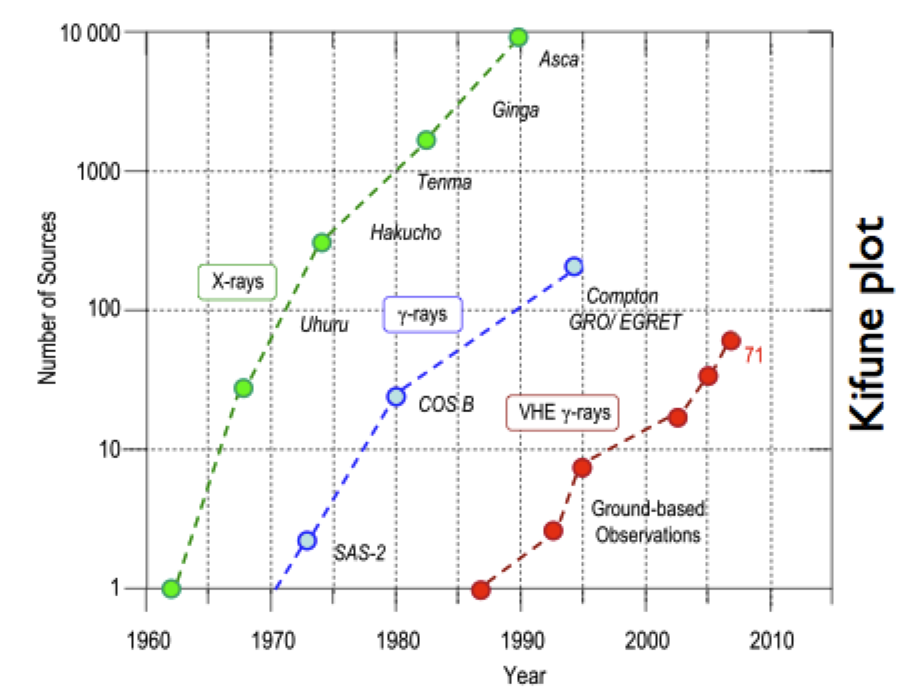 10 000
1000
100
10
1
Number of Sources
1960
1970
1980
1990
2000
2010
Year
X-rays
γ-rays
VHE γ-rays
Asca
Ginga
Tenma
Hakucho
Uhuru
Compton
GRO/ EGRET
COS B
SAS-2
71
Ground-based
Observations
Kifune plot